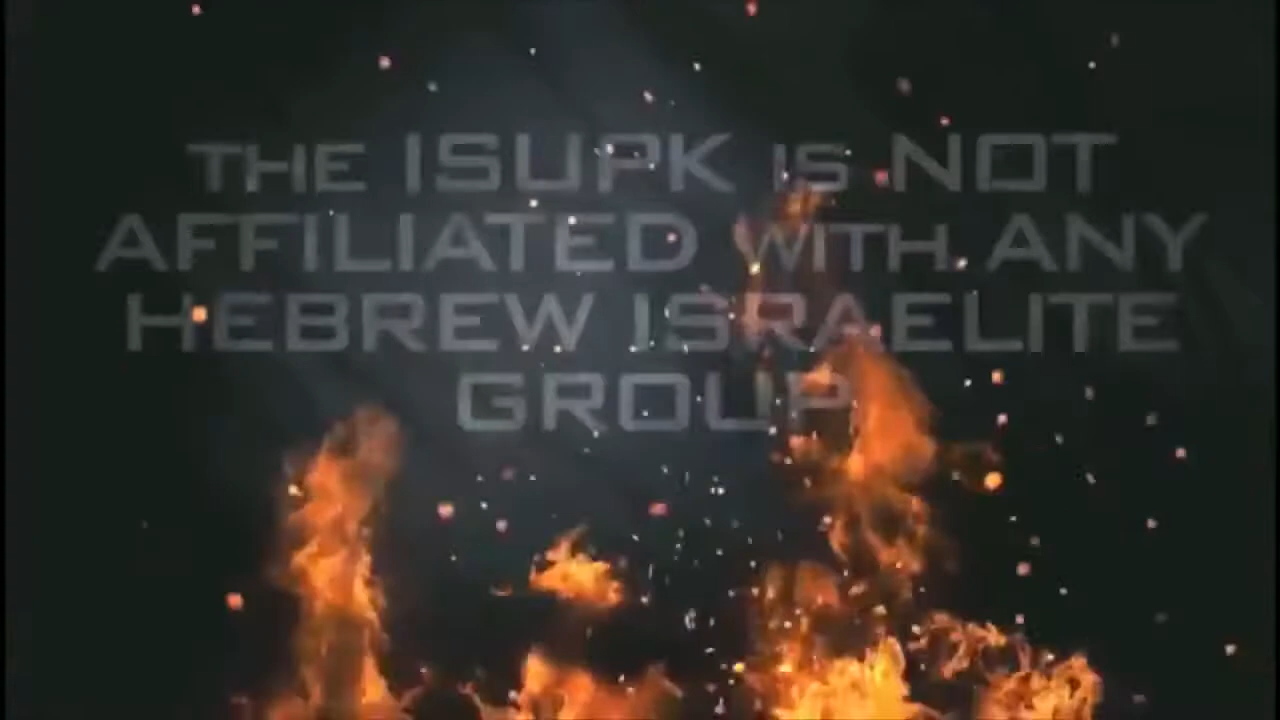 THE ISUPK IS NOT
AFFILIATED WITH ANY
HEBREW ISRAELITE
GROUP